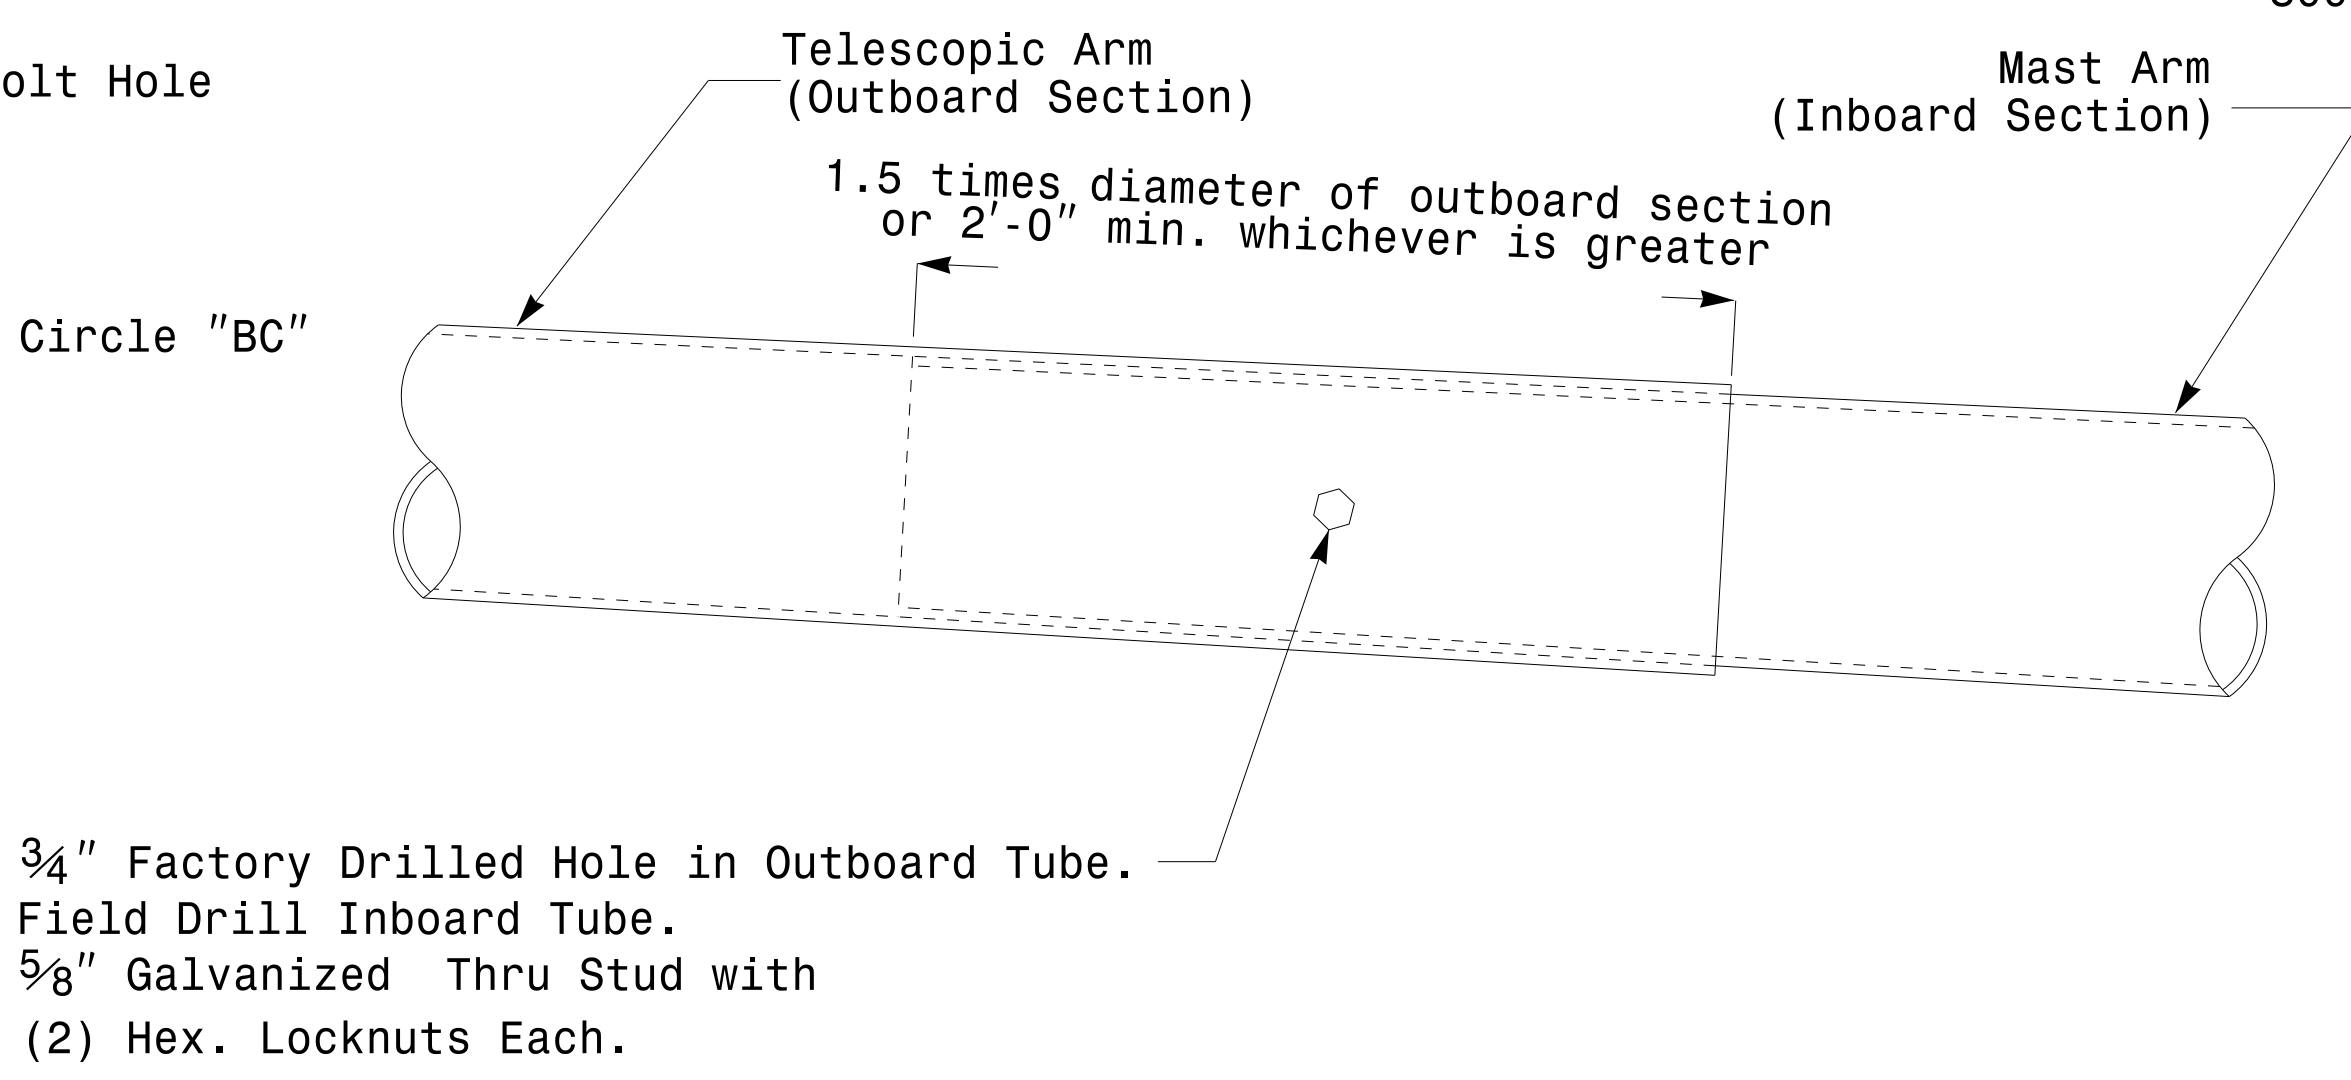 olt Hole
Telescopic Arm
(Outboard Section)
Mast Arm
(Inboard Section)
1.5 times diameter of outboard section
or 2'-0" min. whichever is greater
Circle "BC"
3/4" Factory Drilled Hole in Outboard Tube.
Field Drill Inboard Tube.
5/8" Galvanized Thru Stud with
(2) Hex. Locknuts Each.